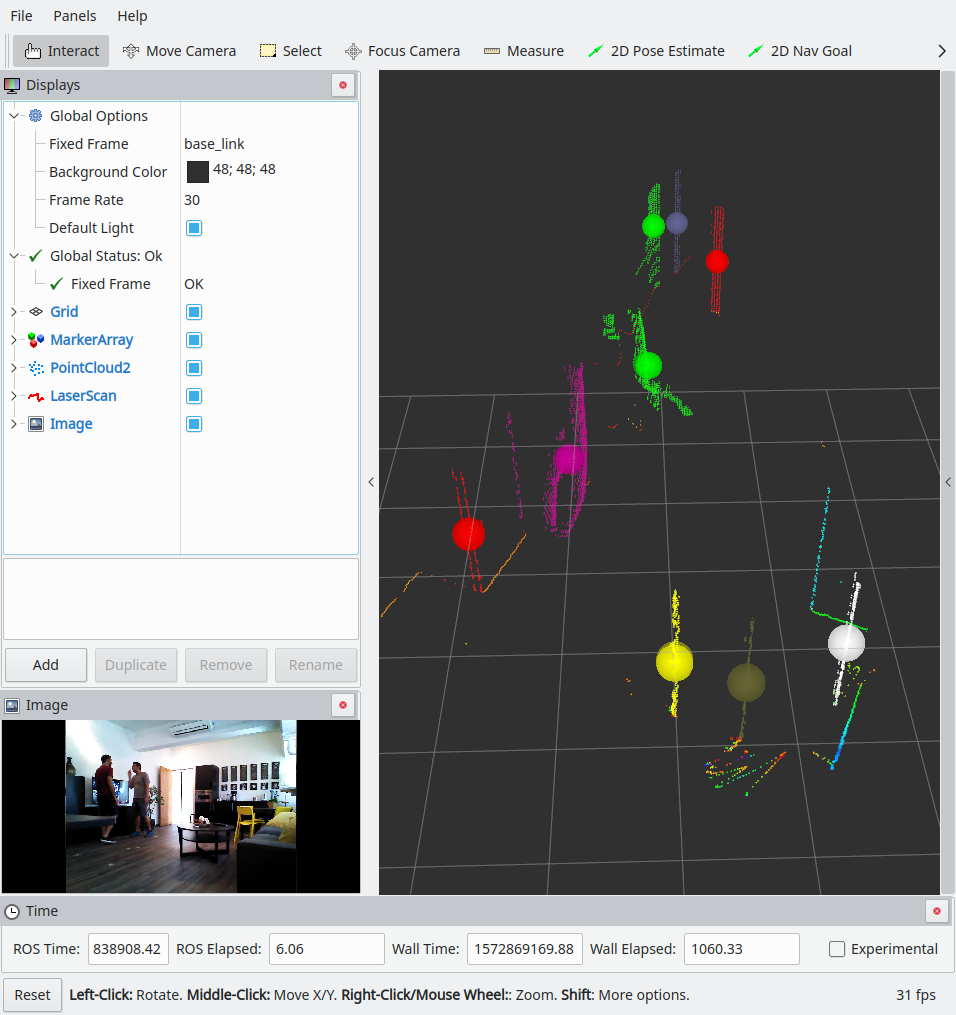 File Panels Help
Interact Move Camera Select Focus Camera Measure 2D Pose Estimate 2D Nav Goal
Displays
Global Options
Fixed Frame base_link
Background Color 48; 48; 48
Frame Rate 30
Default Light
Global Status: Ok
Fixed Frame OK
Grid
MarkerArray
PointCloud2
LaserScan
Image
Add Duplicate Remove Rename
Image
Time
ROS Time: 838908.42 ROS Elapsed: 6.06 Wall Time: 1572869169.88 Wall Elapsed: 1060.33 Experimental
Reset Left-Click: Rotate. Middle-Click: Move X/Y. Right-Click/Mouse Wheel:: Zoom. Shift: More options. 31 fps